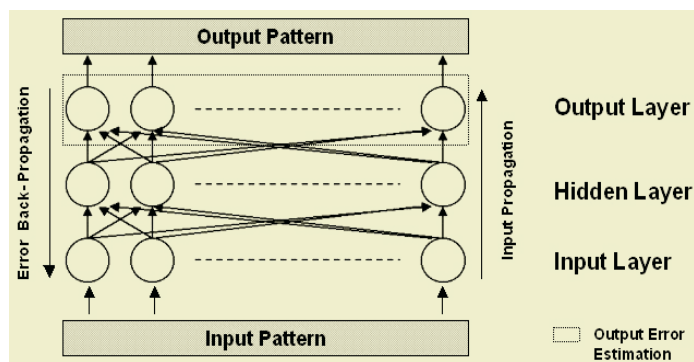 Output Pattern
Error Back- Propagation
Input Propagation
Output Layer
Hidden Layer
Input Layer
Input Pattern
Output Error
Estimation